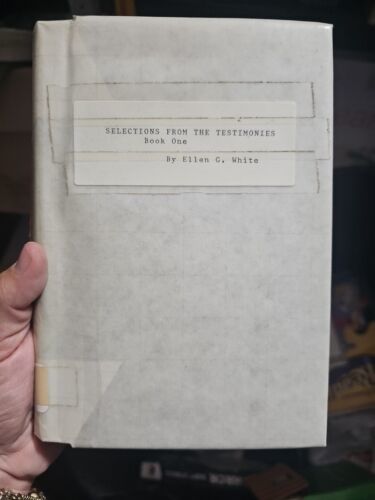 SELECTIONS FROM THE TESTIMONIES
Book One
By Ellen G. White